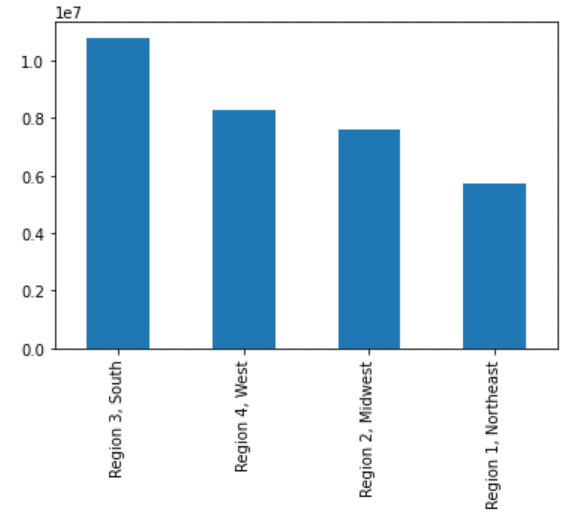 1e7
1.0
0.8
0.6
0.4
0.2
0.0
Region 3, South
Region 4, West
Region 2, Midwest
Region 1, Northeast